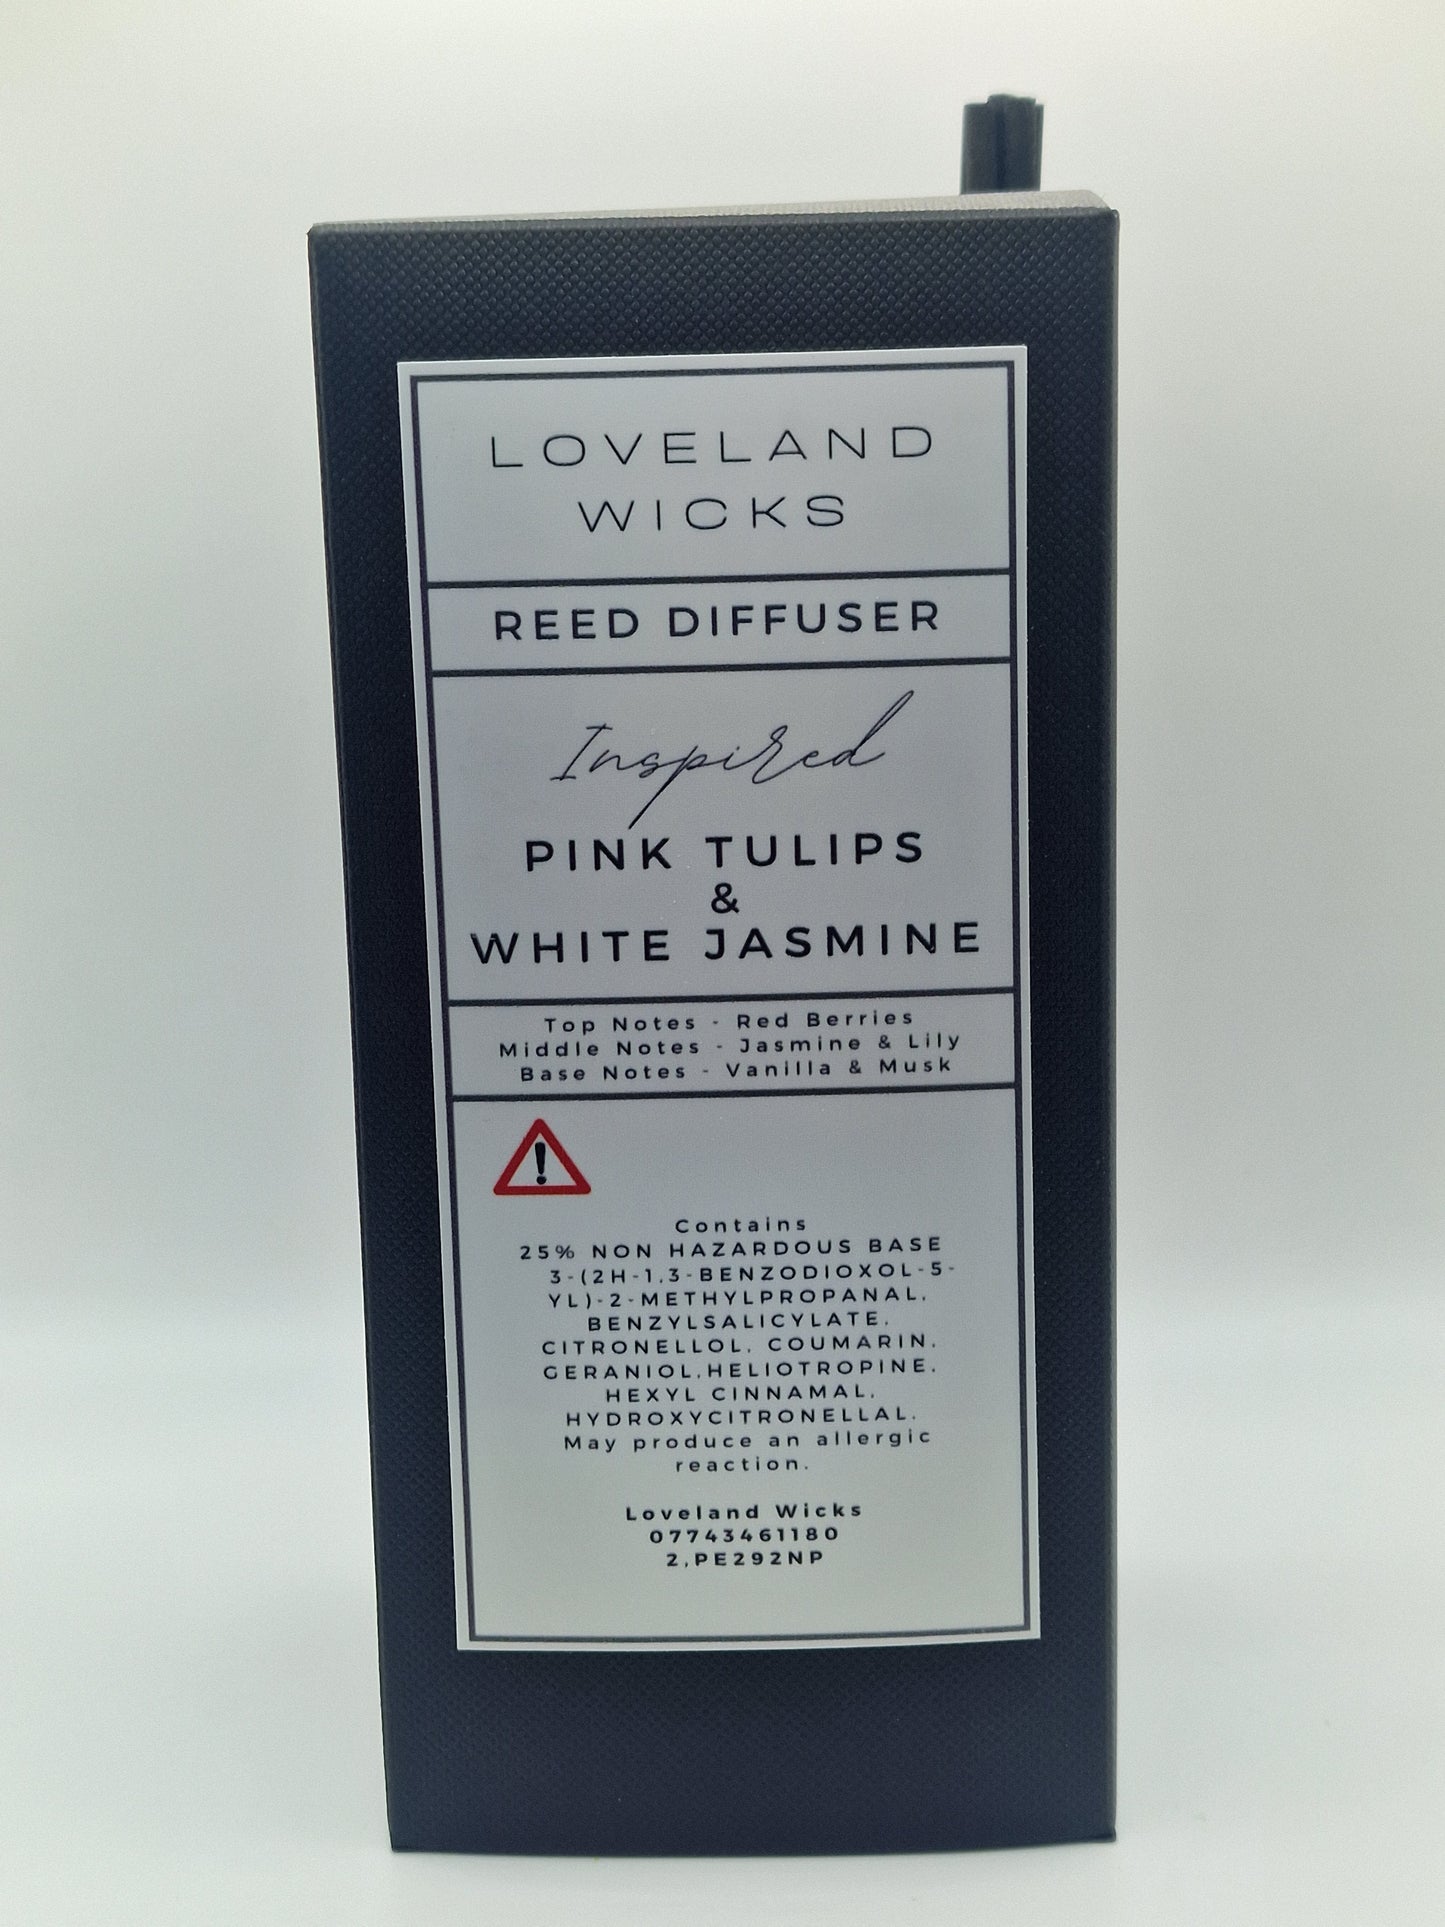 LOVELAND
WICKS
REED DIFFUSER
Inspired
PINK TULIPS
&
WHITE JASMINE
Top Notes - Red Berries
Middle Notes - Jasmine & Lily
Base Notes - Vanilla & Musk
!
Contains
25% NON HAZARDOUS BASE
3-(2H-1,3-BENZODIOXOL-5-
YL)-2-METHYLPROPANAL,
BENZYLSALICYLATE,
CITRONELLOL, COUMARIN,
GERANIOL,HELIOTROPINE,
HEXYL CINNAMAL,
HYDROXYCITRONELLAL.
May produce an allergic
reaction.
Loveland Wicks
07743461180
2,PE292NP